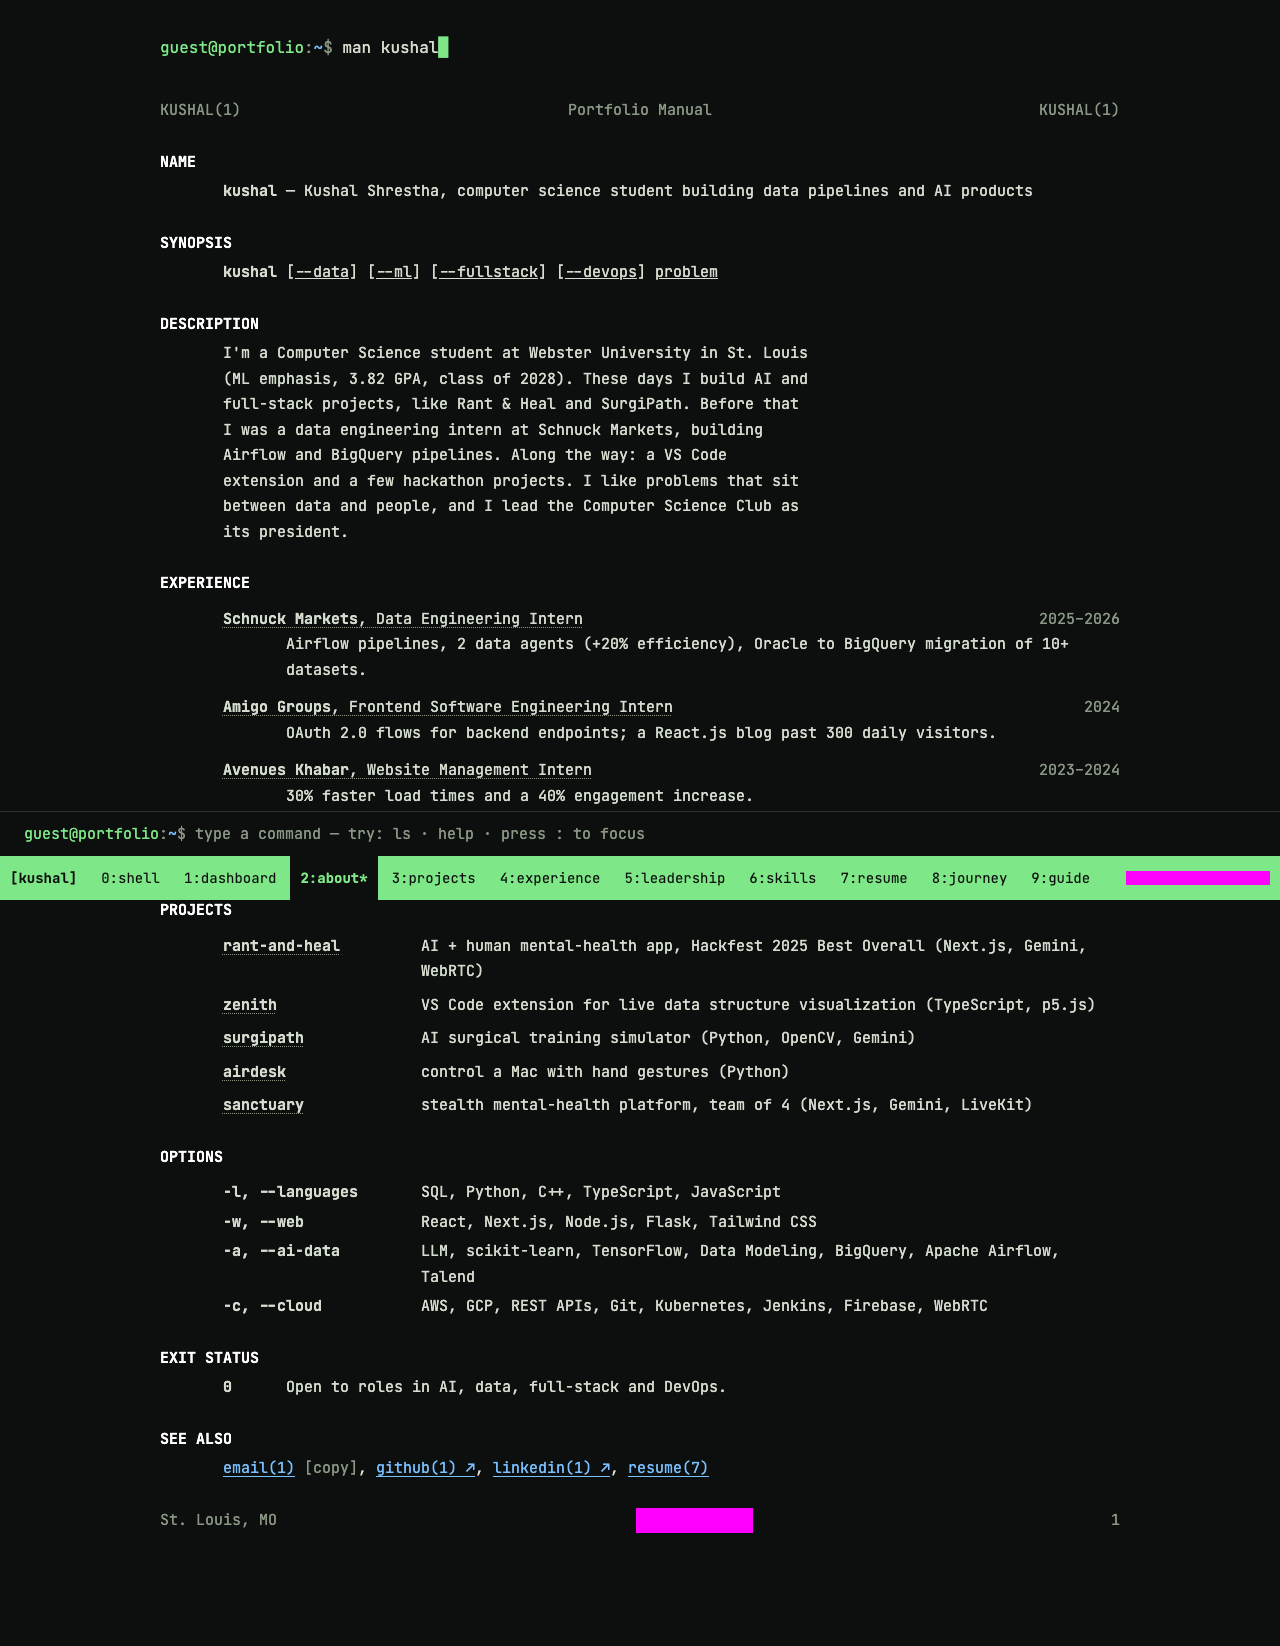 guest@portfolio:~$ man kushal
KUSHAL(1) Portfolio Manual KUSHAL(1)
NAME
kushal — Kushal Shrestha, computer science student building data pipelines and AI products
SYNOPSIS
kushal [--data] [--ml] [--fullstack] [--devops] problem
DESCRIPTION
I'm a Computer Science student at Webster University in St. Louis
(ML emphasis, 3.82 GPA, class of 2028). These days I build AI and
full-stack projects, like Rant & Heal and SurgiPath. Before that
I was a data engineering intern at Schnuck Markets, building
Airflow and BigQuery pipelines. Along the way: a VS Code
extension and a few hackathon projects. I like problems that sit
between data and people, and I lead the Computer Science Club as
its president.
EXPERIENCE
Schnuck Markets, Data Engineering Intern 2025–2026
Airflow pipelines, 2 data agents (+20% efficiency), Oracle to BigQuery migration of 10+
datasets.
Amigo Groups, Frontend Software Engineering Intern 2024
OAuth 2.0 flows for backend endpoints; a React.js blog past 300 daily visitors.
Avenues Khabar, Website Management Intern 2023–2024
30% faster load times and a 40% engagement increase.
guest@portfolio:~$ type a command — try: ls · help · press : to focus
[kushal] 0:shell 1:dashboard 2:about* 3:projects 4:experience 5:leadership 6:skills 7:resume 8:journey 9:guide
PROJECTS
rant-and-heal AI + human mental-health app, Hackfest 2025 Best Overall (Next.js, Gemini,
WebRTC)
zenith VS Code extension for live data structure visualization (TypeScript, p5.js)
surgipath AI surgical training simulator (Python, OpenCV, Gemini)
airdesk control a Mac with hand gestures (Python)
sanctuary stealth mental-health platform, team of 4 (Next.js, Gemini, LiveKit)
OPTIONS
-l, --languages SQL, Python, C++, TypeScript, JavaScript
-w, --web React, Next.js, Node.js, Flask, Tailwind CSS
-a, --ai-data LLM, scikit-learn, TensorFlow, Data Modeling, BigQuery, Apache Airflow,
Talend
-c, --cloud AWS, GCP, REST APIs, Git, Kubernetes, Jenkins, Firebase, WebRTC
EXIT STATUS
0 Open to roles in AI, data, full-stack and DevOps.
SEE ALSO
email(1) [copy], github(1) ↗, linkedin(1) ↗, resume(7)
St. Louis, MO 1